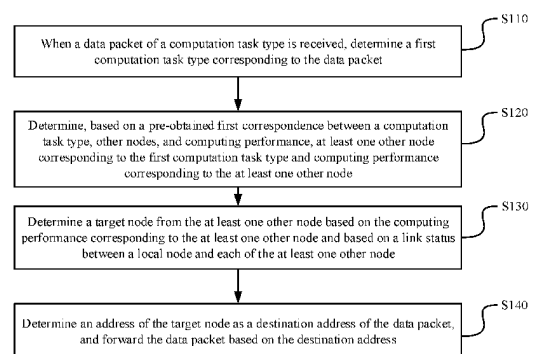 S110
When a data packet of a computation task type is received, determine a first
computation task type corresponding to the data packet
S120
Determine, based on a pre-obtained first correspondence between a computation
task type, other nodes, and computing performance, at least one other node
corresponding to the first computation task type and computing performance
corresponding to the at least one other node
S130
Determine a target node from the at least one other node based on the computing
performance corresponding to the at least one other node and based on a link status
between a local node and each of the at least one other node
S140
Determine an address of the target node as a destination address of the data packet,
and forward the data packet based on the destination address